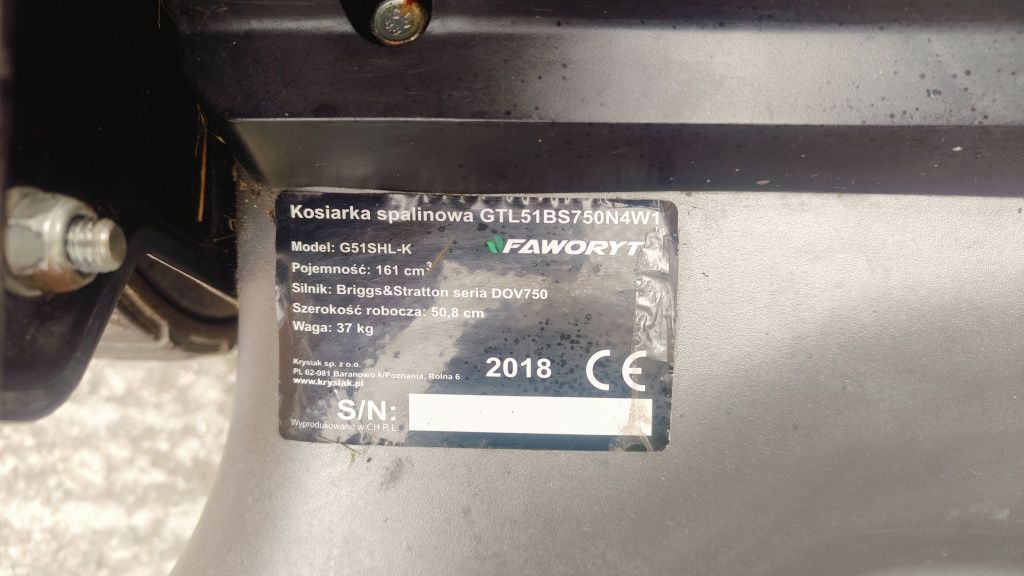 Kosiarka spalinowa GTL51BS750N4W1
Model: G51SHL-K
FAWORYT
Pojemność: 161 cm³
Silnik: Briggs&Stratton seria DOV750
Szerokość robocza: 50,8 cm
Waga: 37 kg
Krysiak sp. z o.o.
PL 62-081 Baranowo k/Poznania, Rolna 6
www.krysiak.pl
2018 CE
S/N:
Wyprodukowano w CH R L